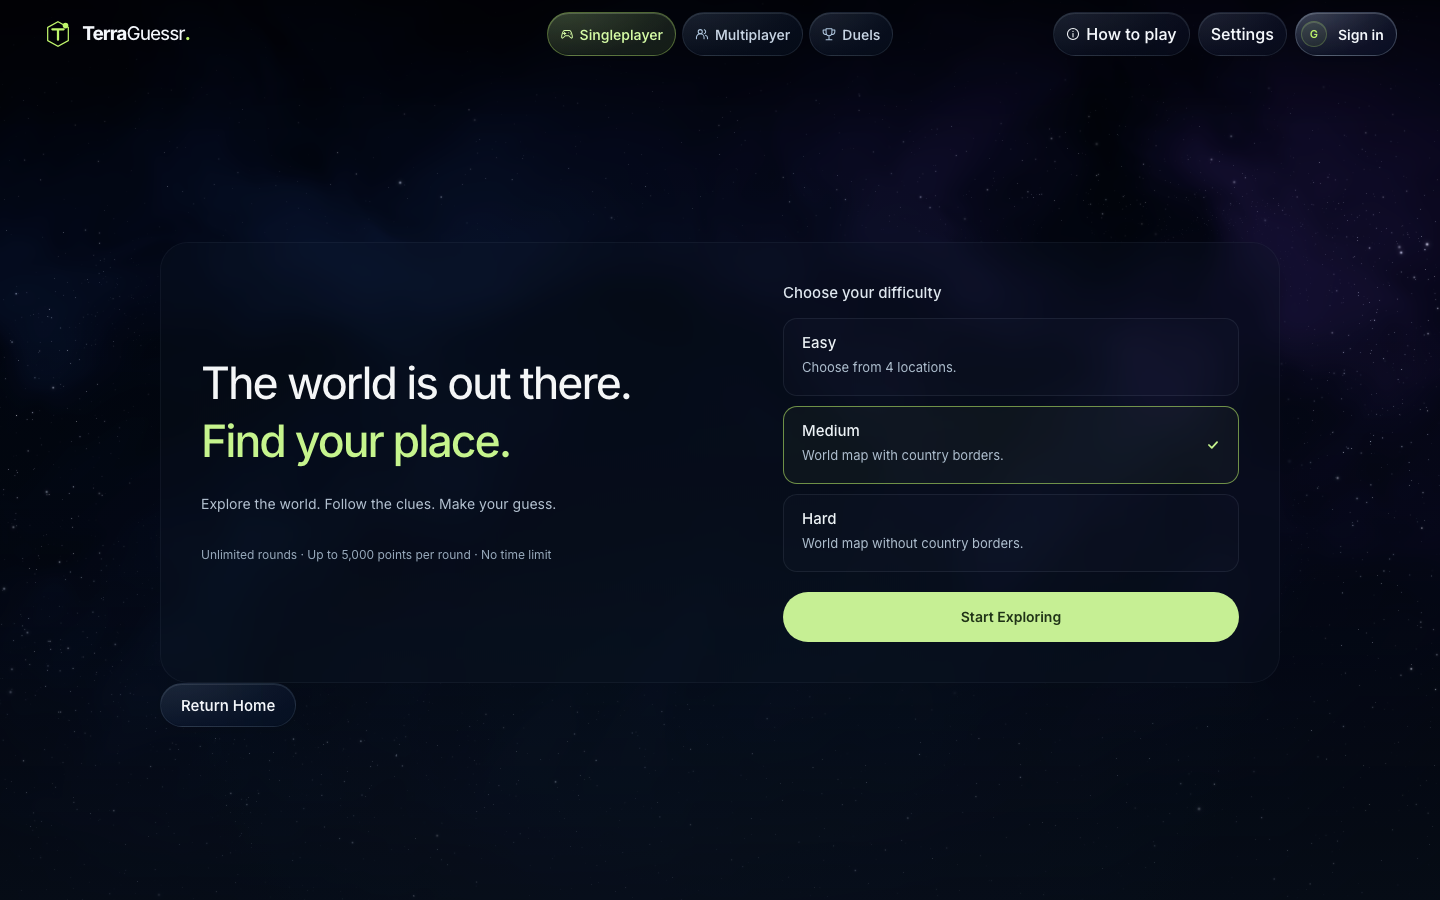 TerraGuessr.
Singleplayer
Multiplayer
Duels
How to play
Settings
G
Sign in
The world is out there.
Find your place.
Explore the world. Follow the clues. Make your guess.
Unlimited rounds · Up to 5,000 points per round · No time limit
Choose your difficulty
Easy
Choose from 4 locations.
Medium
World map with country borders.
Hard
World map without country borders.
Start Exploring
Return Home